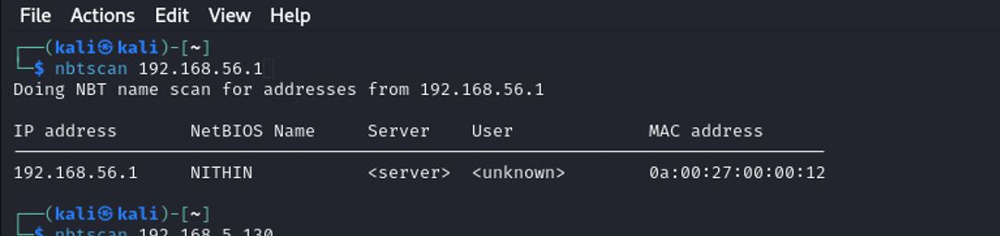 File Actions Edit View Help
┌──(kali㉿kali)-[~]
└─$ nbtscan 192.168.56.1
Doing NBT name scan for addresses from 192.168.56.1
IP address NetBIOS Name Server User MAC address
192.168.56.1 NITHIN <server> <unknown> 0a:00:27:00:00:12
┌──(kali㉿kali)-[~]
└─$ nbtscan 192.168.5.130